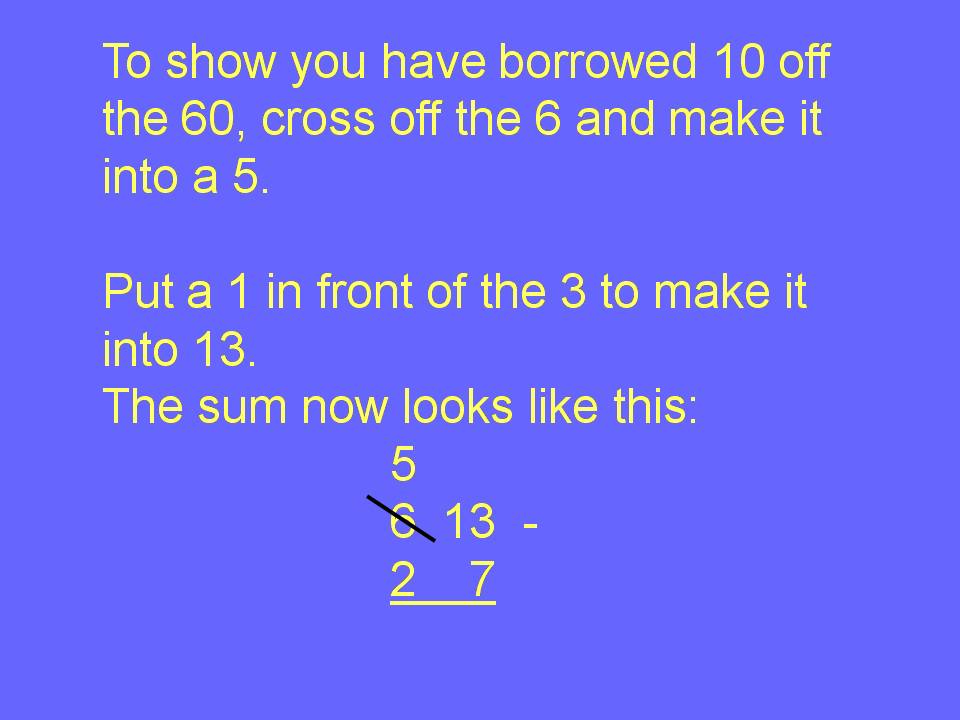 To show you have borrowed 10 off
the 60, cross off the 6 and make it
into a 5.
Put a 1 in front of the 3 to make it
into 13.
The sum now looks like this:
5
6 13 -
2 7